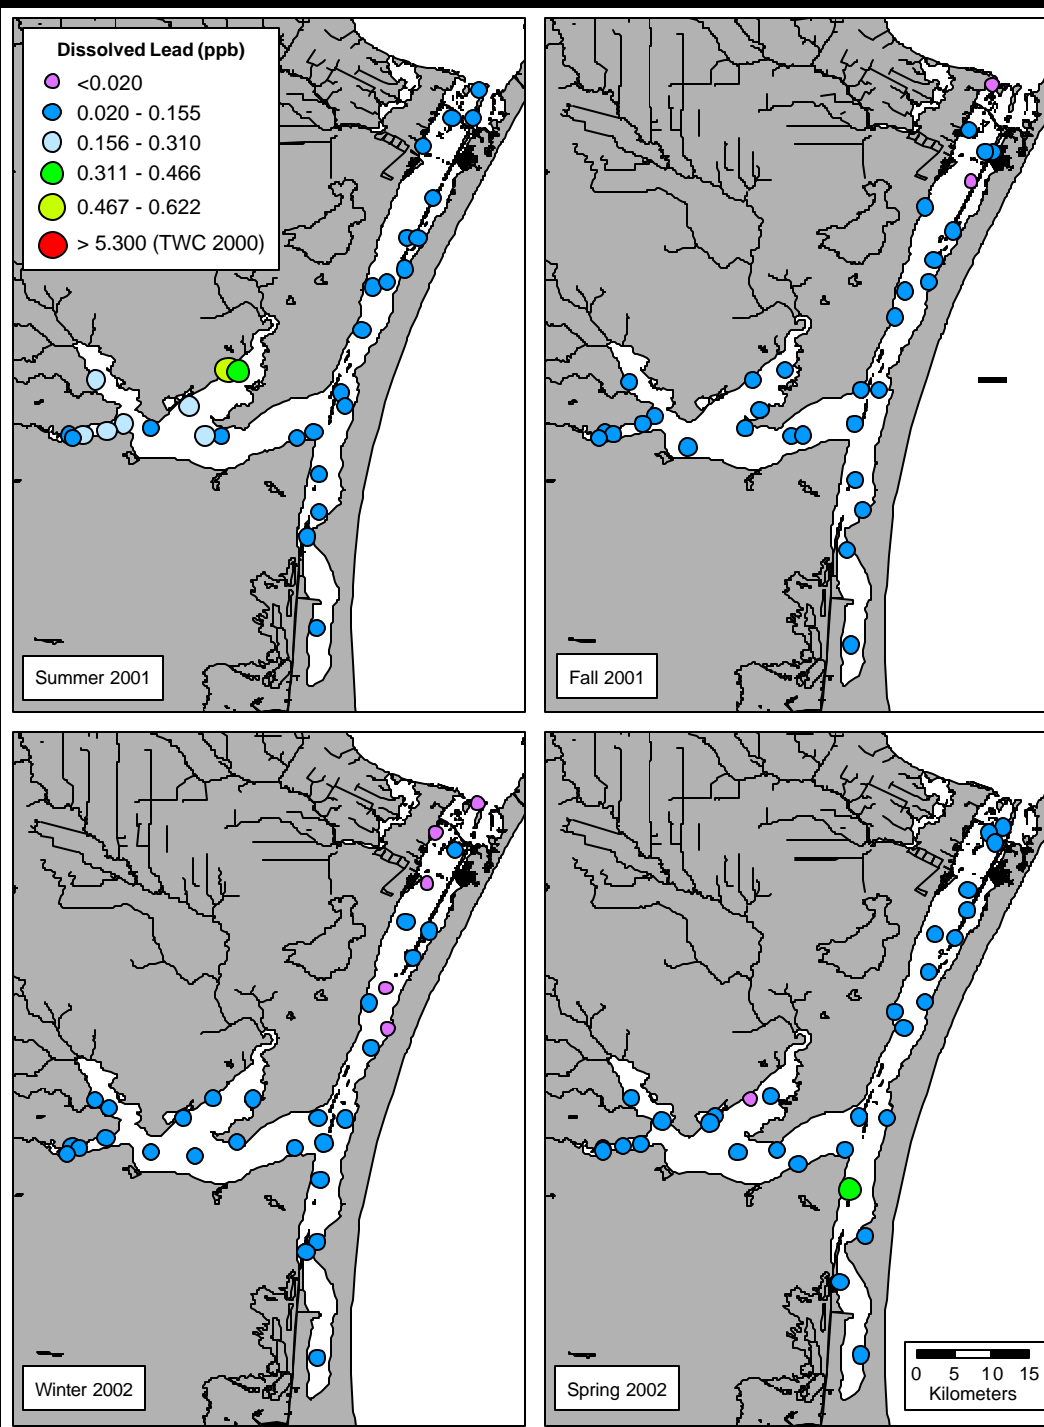 Dissolved Lead (ppb)
<0.020
0.020 - 0.155
0.156 - 0.310
0.311 - 0.466
0.467 - 0.622
> 5.300 (TWC 2000)
Summer 2001
Fall 2001
Winter 2002
Spring 2002
0 5 10 15
Kilometers